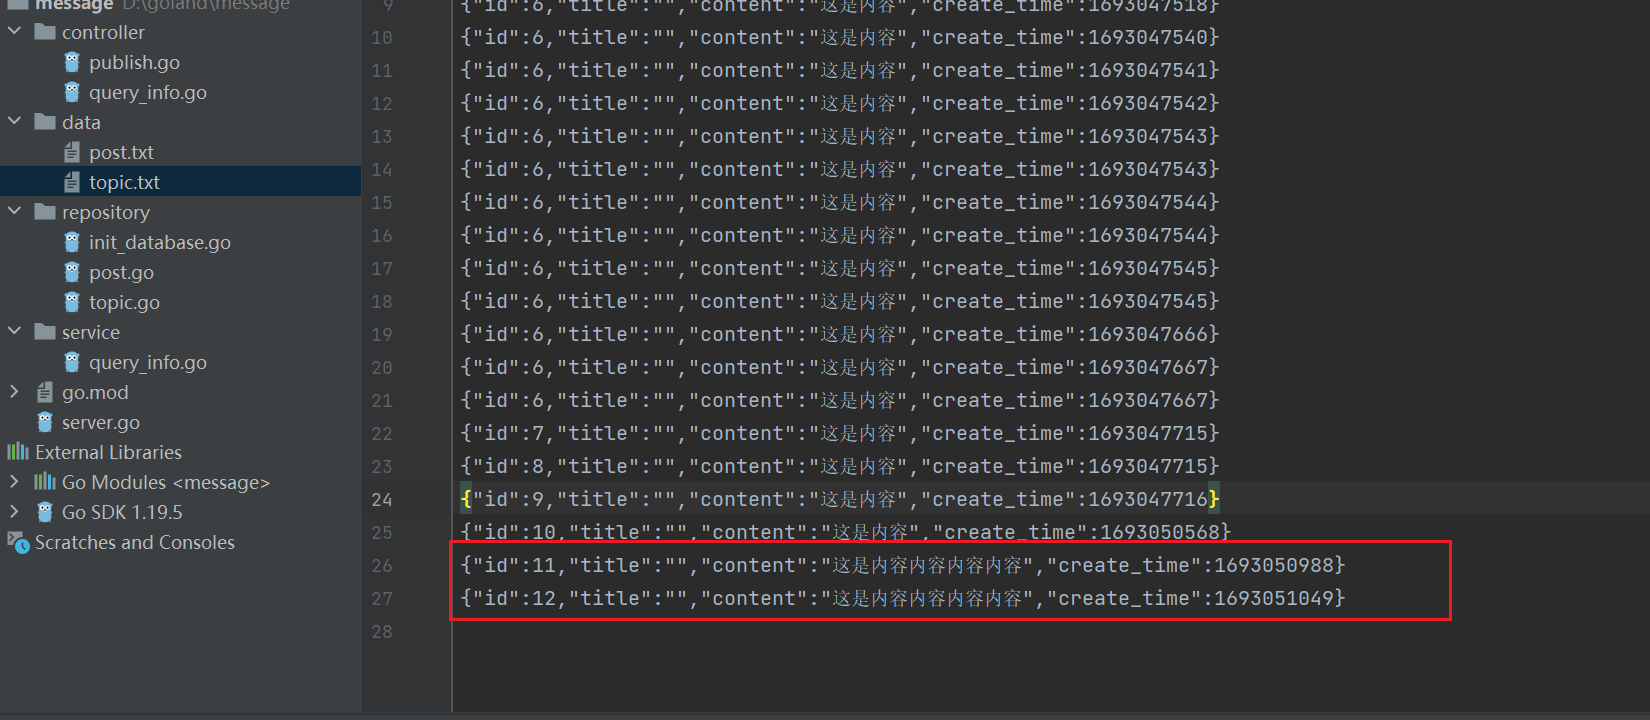 message D:\goland\message
controller
publish.go
query_info.go
data
post.txt
topic.txt
repository
init_database.go
post.go
topic.go
service
query_info.go
go.mod
server.go
External Libraries
Go Modules <message>
Go SDK 1.19.5
Scratches and Consoles
9 {"id":6,"title":"","content":"这是内容","create_time":1693047518}
10 {"id":6,"title":"","content":"这是内容","create_time":1693047540}
11 {"id":6,"title":"","content":"这是内容","create_time":1693047541}
12 {"id":6,"title":"","content":"这是内容","create_time":1693047542}
13 {"id":6,"title":"","content":"这是内容","create_time":1693047543}
14 {"id":6,"title":"","content":"这是内容","create_time":1693047543}
15 {"id":6,"title":"","content":"这是内容","create_time":1693047544}
16 {"id":6,"title":"","content":"这是内容","create_time":1693047544}
17 {"id":6,"title":"","content":"这是内容","create_time":1693047545}
18 {"id":6,"title":"","content":"这是内容","create_time":1693047545}
19 {"id":6,"title":"","content":"这是内容","create_time":1693047666}
20 {"id":6,"title":"","content":"这是内容","create_time":1693047667}
21 {"id":6,"title":"","content":"这是内容","create_time":1693047667}
22 {"id":7,"title":"","content":"这是内容","create_time":1693047715}
23 {"id":8,"title":"","content":"这是内容","create_time":1693047715}
24 {"id":9,"title":"","content":"这是内容","create_time":1693047716}
25 {"id":10,"title":"","content":"这是内容","create_time":1693050568}
26 {"id":11,"title":"","content":"这是内容内容内容内容","create_time":1693050988}
27 {"id":12,"title":"","content":"这是内容内容内容内容","create_time":1693051049}
28